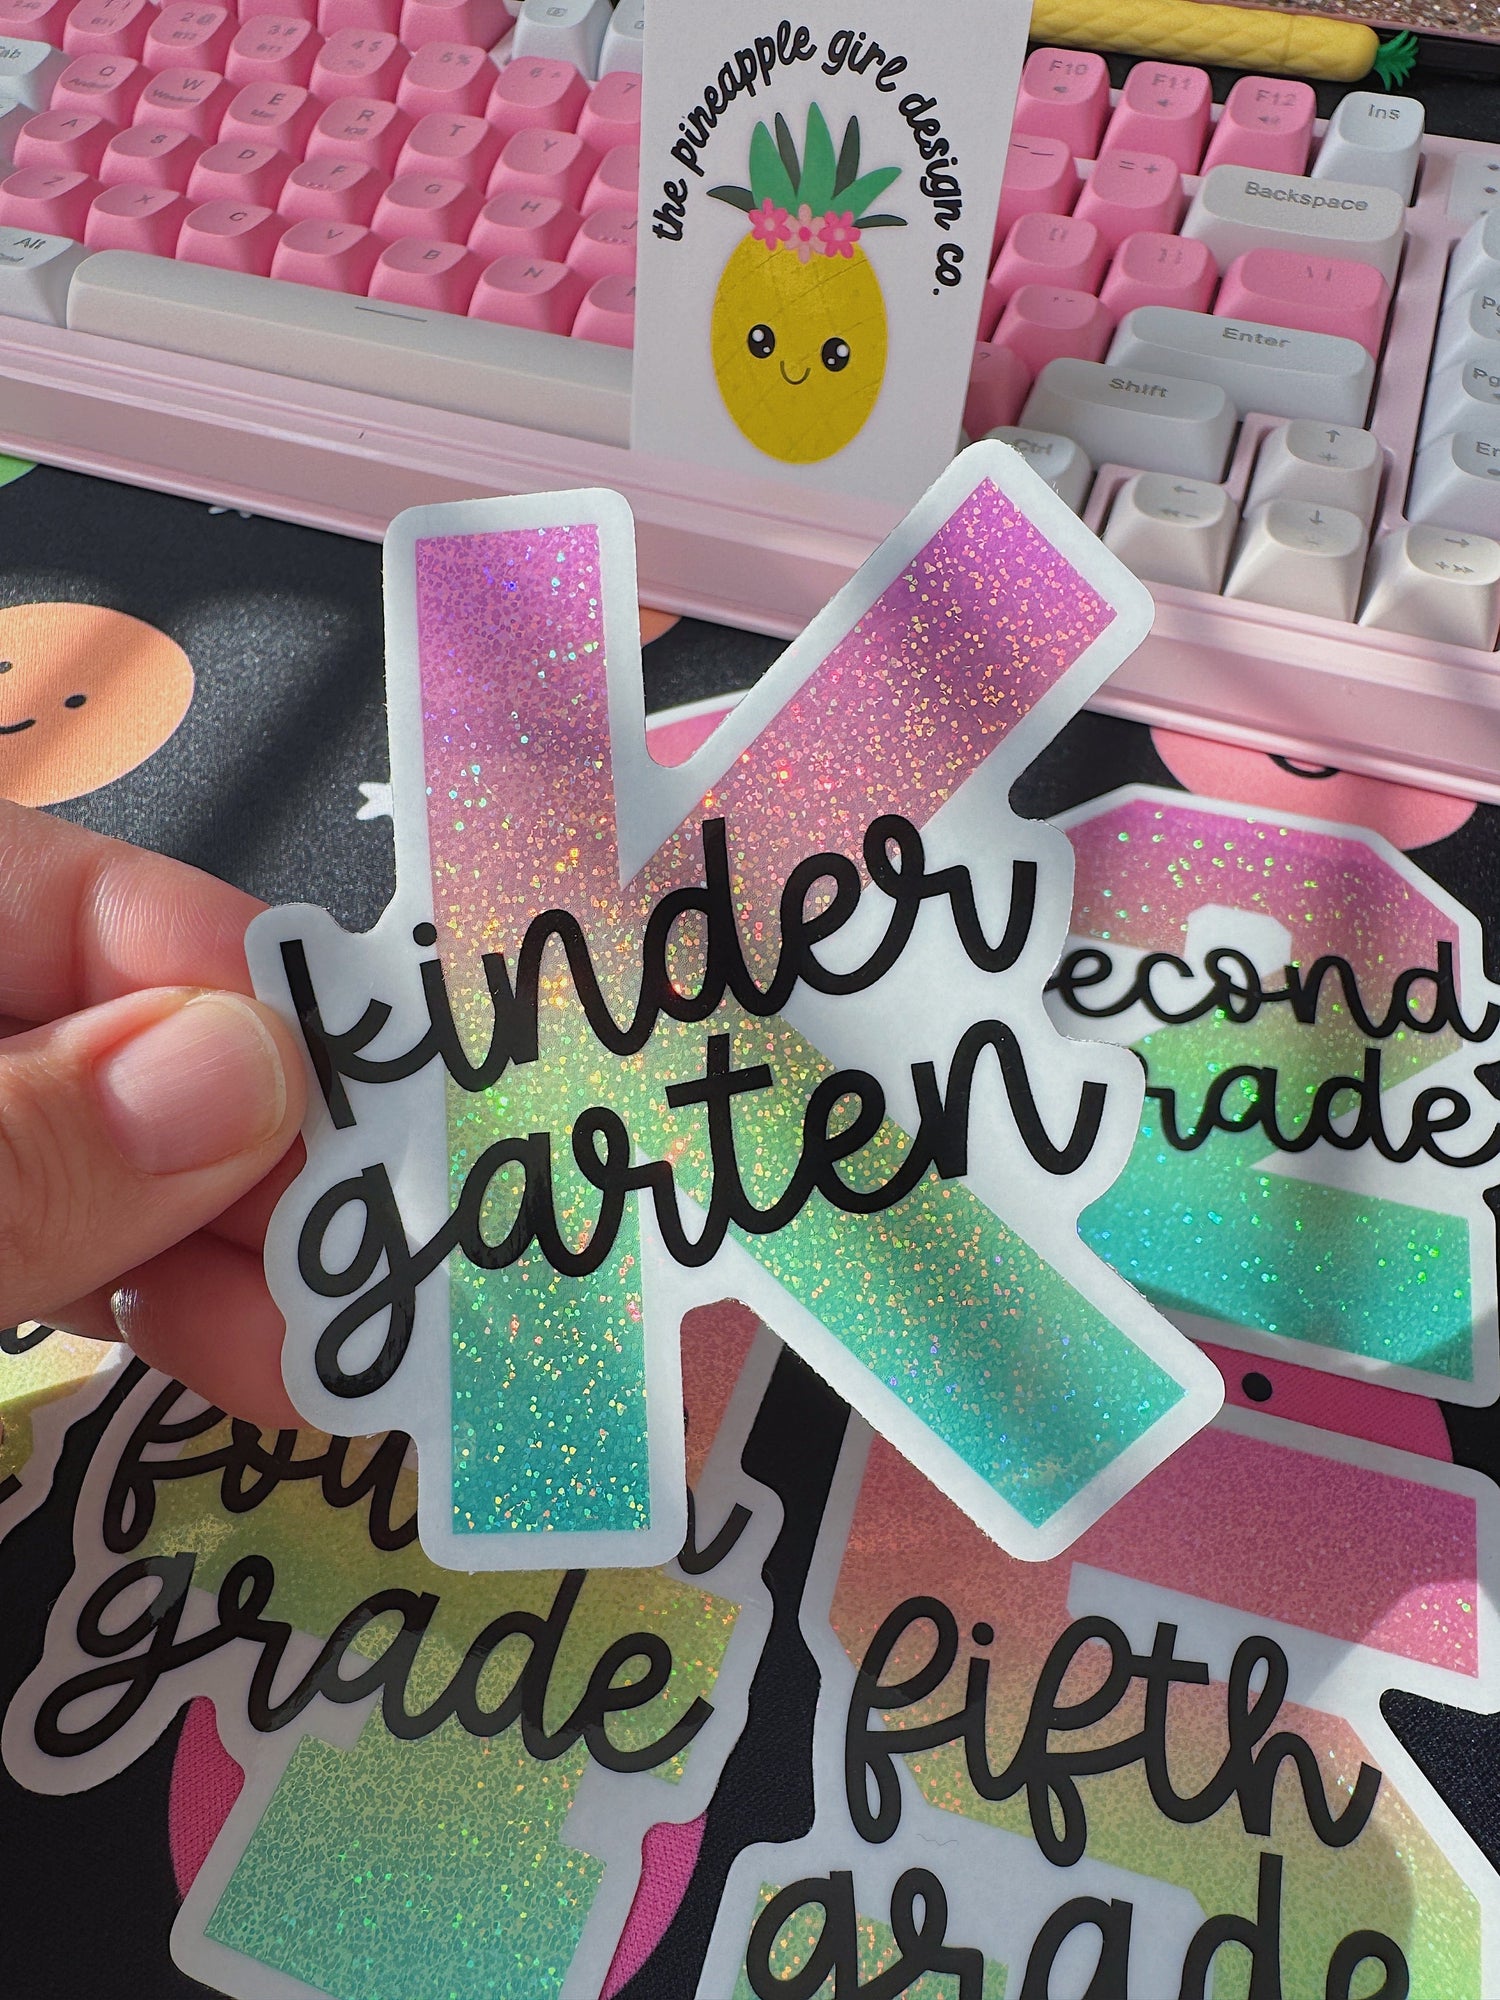 the pineapple girl design co.
F10
F11
F12
Ins
Q
W
E
R
T
Y
7
= +
Backspace
A
S
D
F
G
H
J
Enter
Z
X
C
V
B
N
Shift
Alt
Ctrl
kinder
garten
econd
rade
grade
fifth
grade